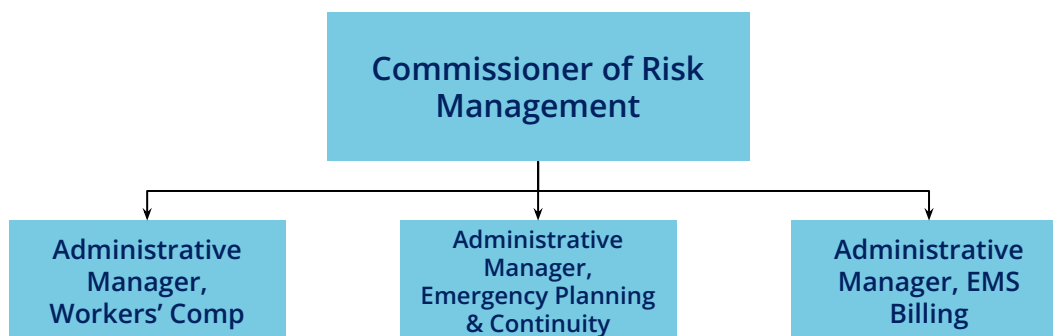 Commissioner of Risk
Management
Administrative
Manager,
Workers’ Comp
Administrative
Manager,
Emergency Planning
& Continuity
Administrative
Manager, EMS
Billing